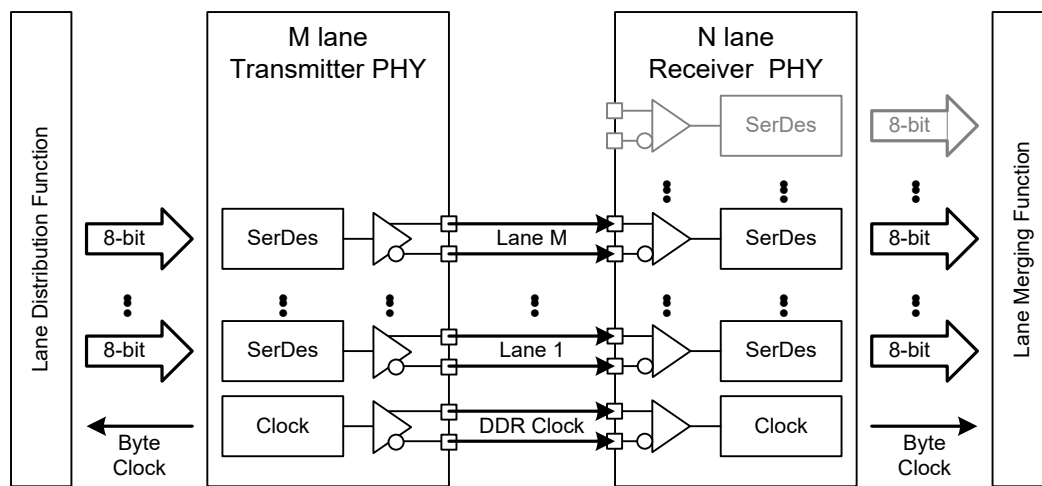 Lane Distribution Function
M lane
Transmitter PHY
8-bit
SerDes
8-bit
SerDes
Clock
Byte
Clock
Lane M
Lane 1
DDR Clock
N lane
Receiver PHY
SerDes
8-bit
SerDes
8-bit
SerDes
8-bit
Clock
Byte
Clock
Lane Merging Function